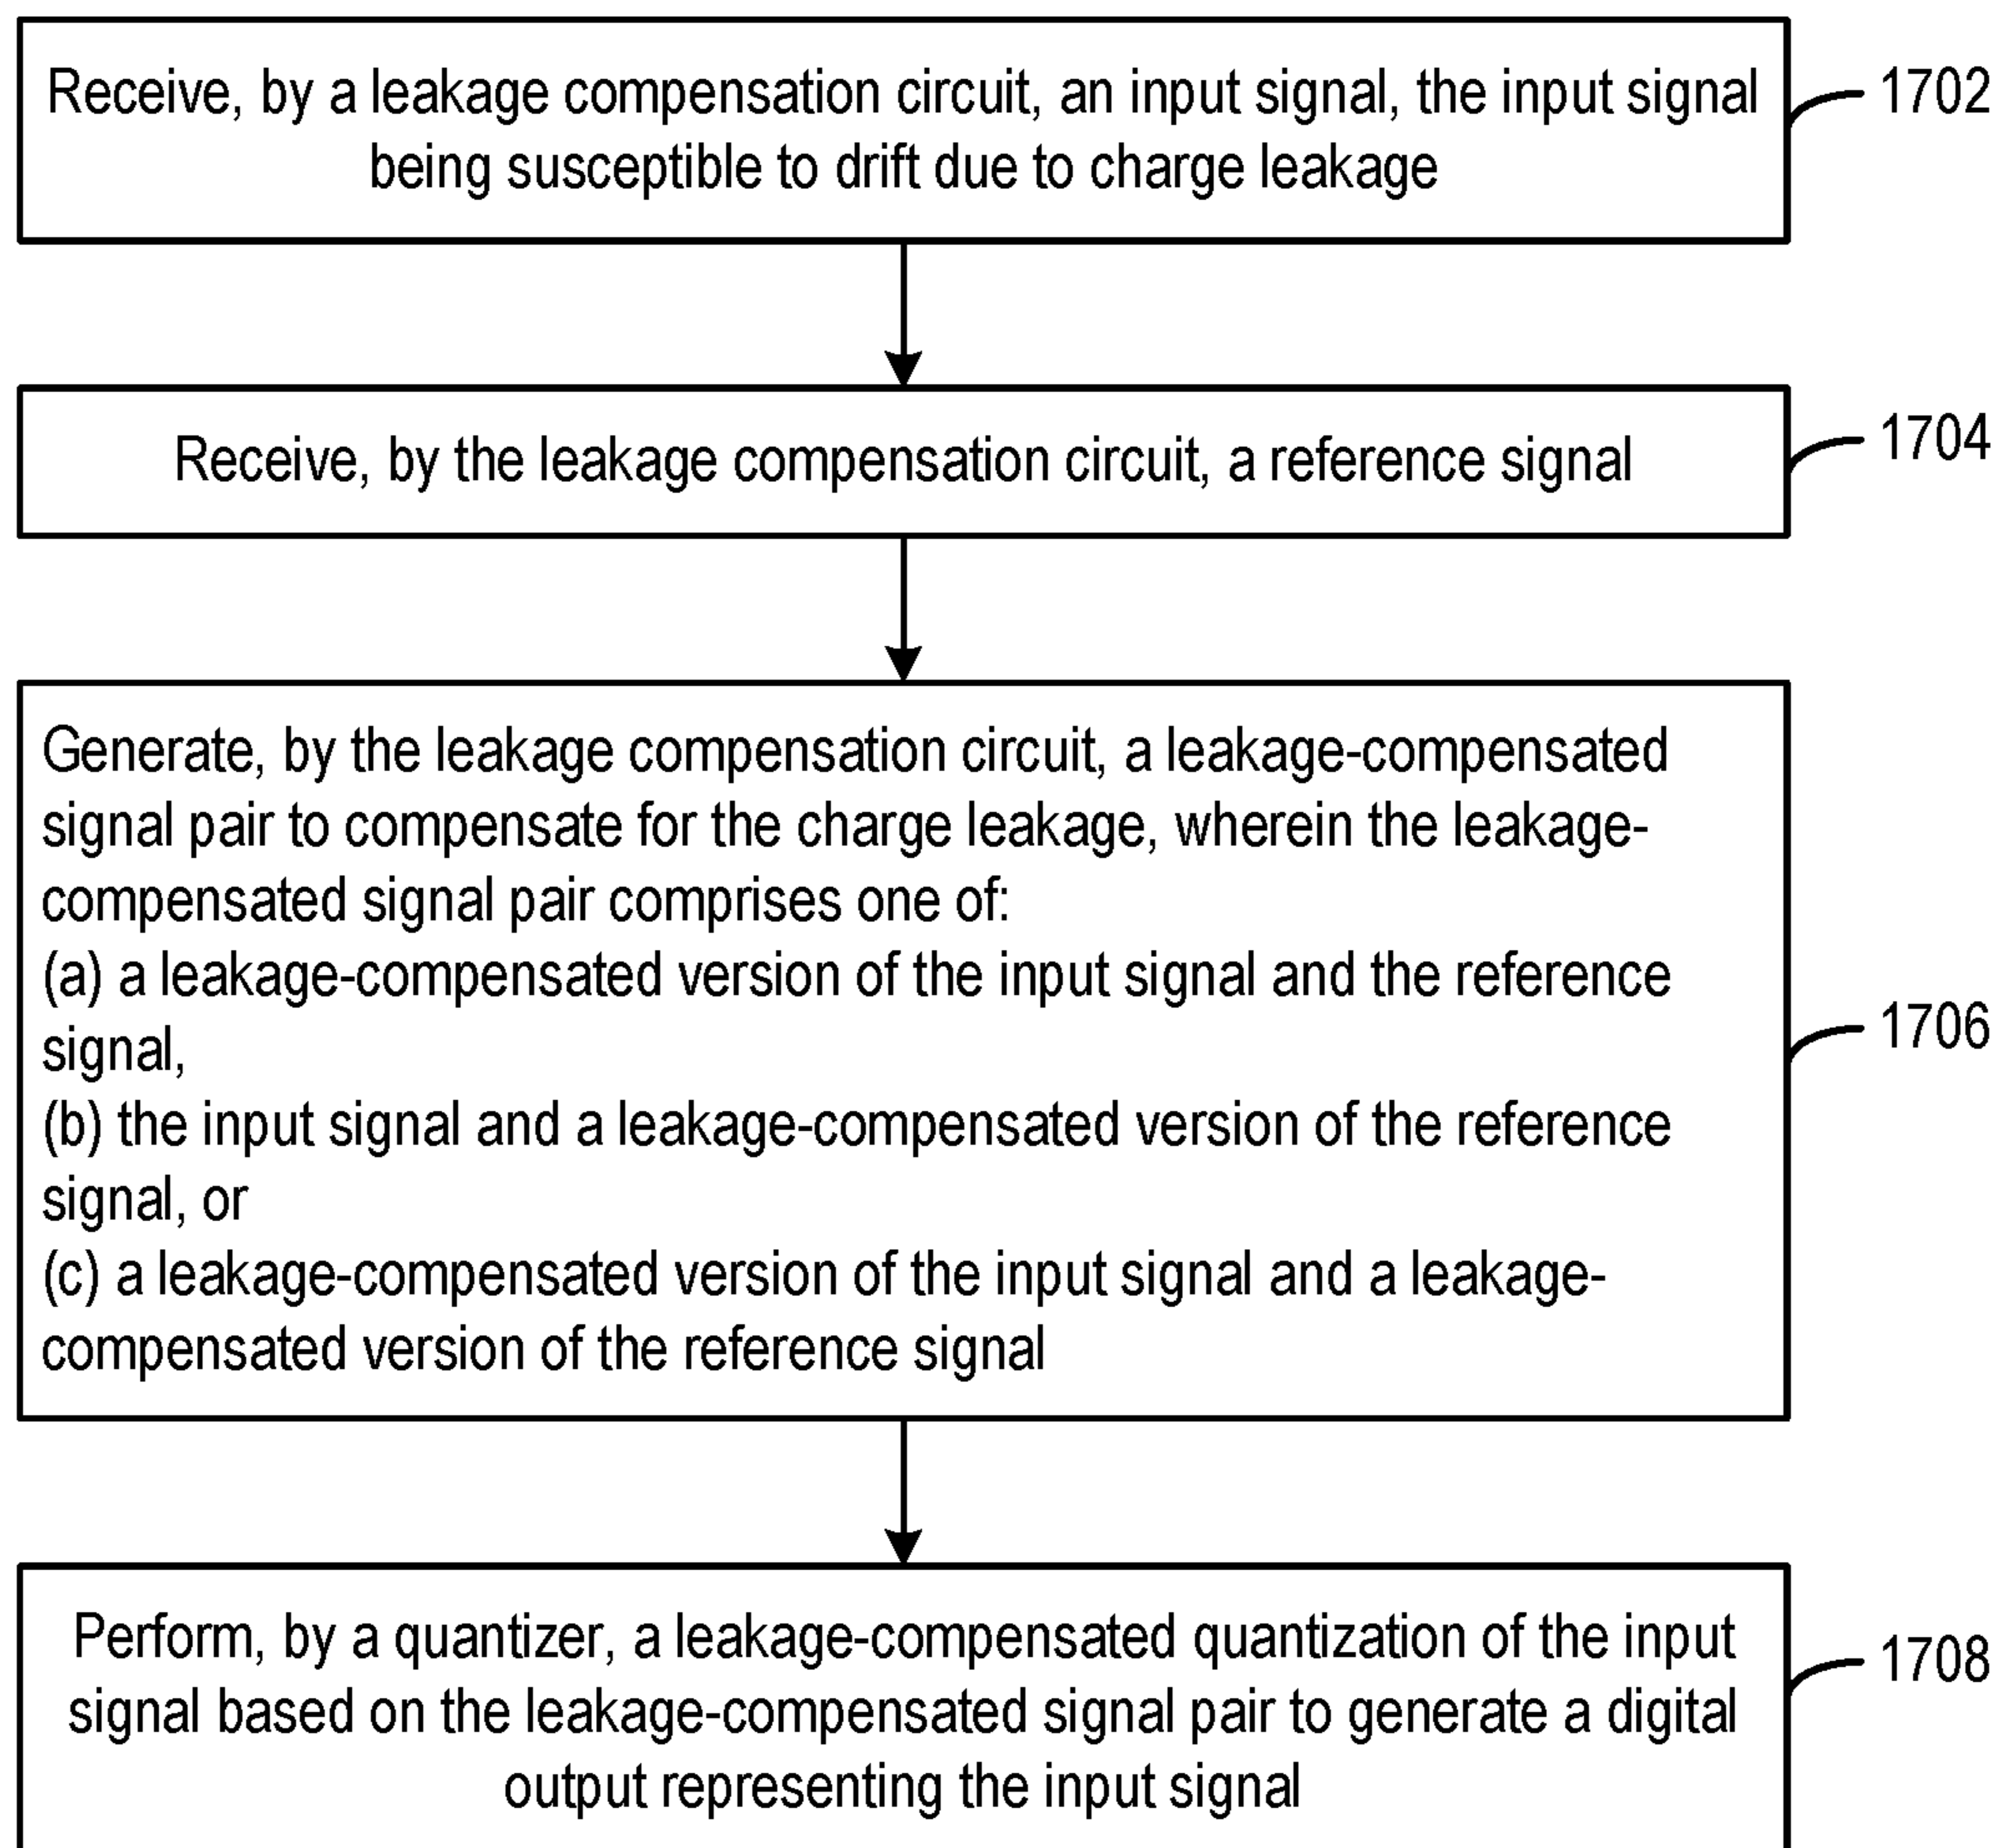 Receive, by a leakage compensation circuit, an input signal, the input signal
being susceptible to drift due to charge leakage
1702
Receive, by the leakage compensation circuit, a reference signal
1704
Generate, by the leakage compensation circuit, a leakage-compensated
signal pair to compensate for the charge leakage, wherein the leakage-
compensated signal pair comprises one of:
(a) a leakage-compensated version of the input signal and the reference
signal,
(b) the input signal and a leakage-compensated version of the reference
signal, or
(c) a leakage-compensated version of the input signal and a leakage-
compensated version of the reference signal
1706
Perform, by a quantizer, a leakage-compensated quantization of the input
signal based on the leakage-compensated signal pair to generate a digital
output representing the input signal
1708